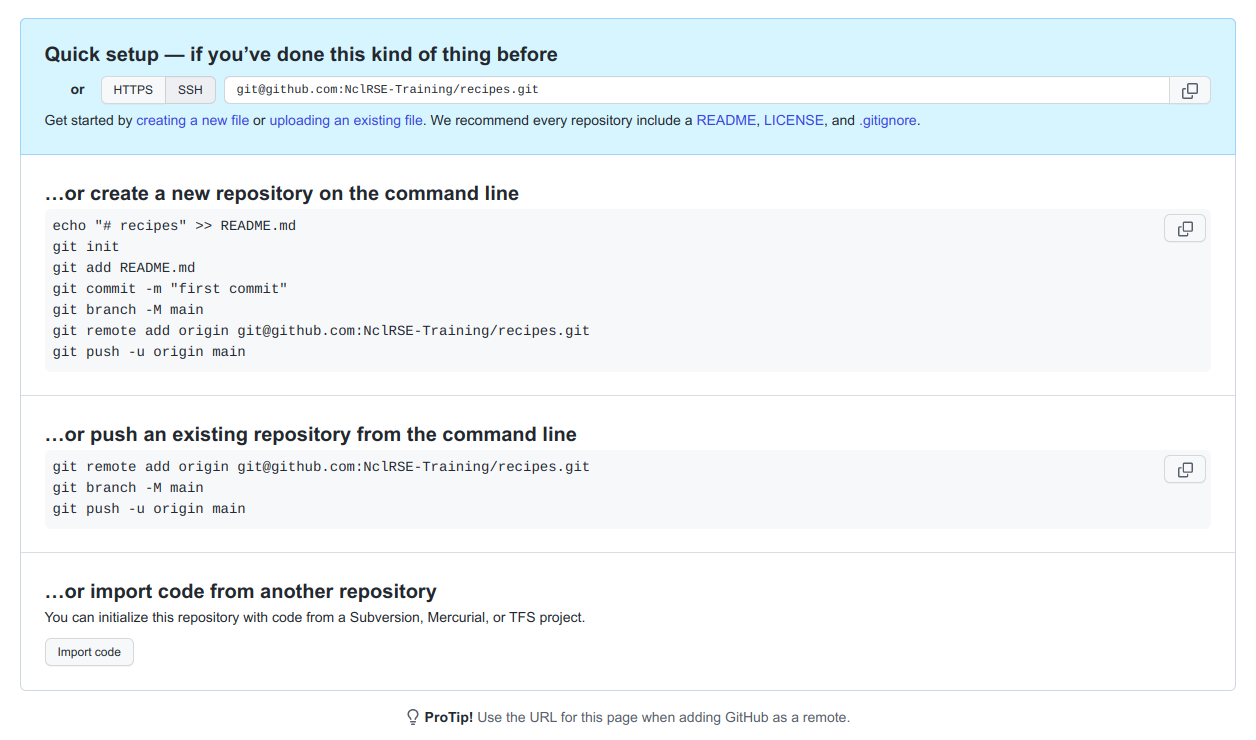 Quick setup — if you’ve done this kind of thing before
or HTTPS SSH git@github.com:NclRSE-Training/recipes.git
Get started by creating a new file or uploading an existing file. We recommend every repository include a README, LICENSE, and .gitignore.
…or create a new repository on the command line
echo "# recipes" >> README.md
git init
git add README.md
git commit -m "first commit"
git branch -M main
git remote add origin git@github.com:NclRSE-Training/recipes.git
git push -u origin main
…or push an existing repository from the command line
git remote add origin git@github.com:NclRSE-Training/recipes.git
git branch -M main
git push -u origin main
…or import code from another repository
You can initialize this repository with code from a Subversion, Mercurial, or TFS project.
Import code
ProTip! Use the URL for this page when adding GitHub as a remote.